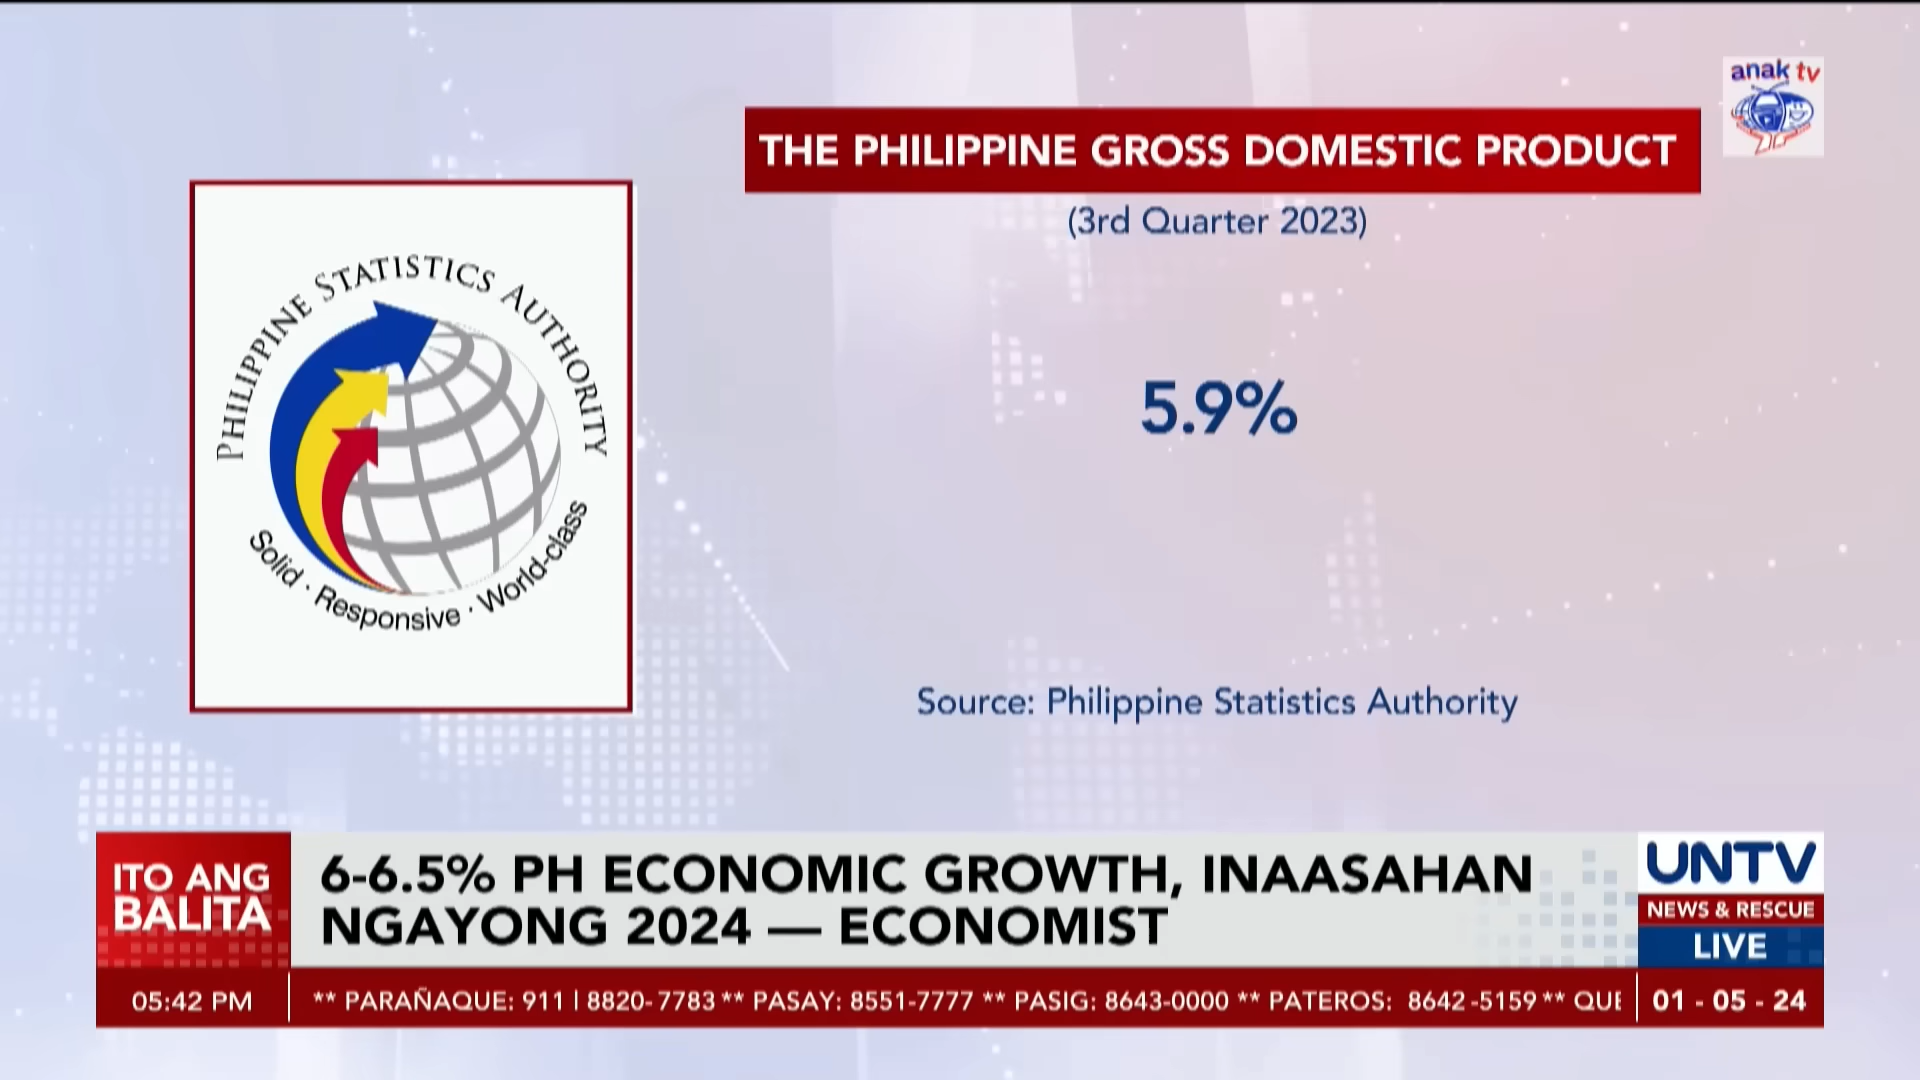 anak tv
THE PHILIPPINE GROSS DOMESTIC PRODUCT
(3rd Quarter 2023)
PHILIPPINE STATISTICS AUTHORITY
Solid · Responsive · World-class
5.9%
Source: Philippine Statistics Authority
ITO ANG
BALITA
6-6.5% PH ECONOMIC GROWTH, INAASAHAN
NGAYONG 2024 — ECONOMIST
UNTV
NEWS & RESCUE
LIVE
05:42 PM
** PARAÑAQUE: 911 | 8820-7783 ** PASAY: 8551-7777 ** PASIG: 8643-0000 ** PATEROS: 8642-5159 ** QUE
01 - 05 - 24